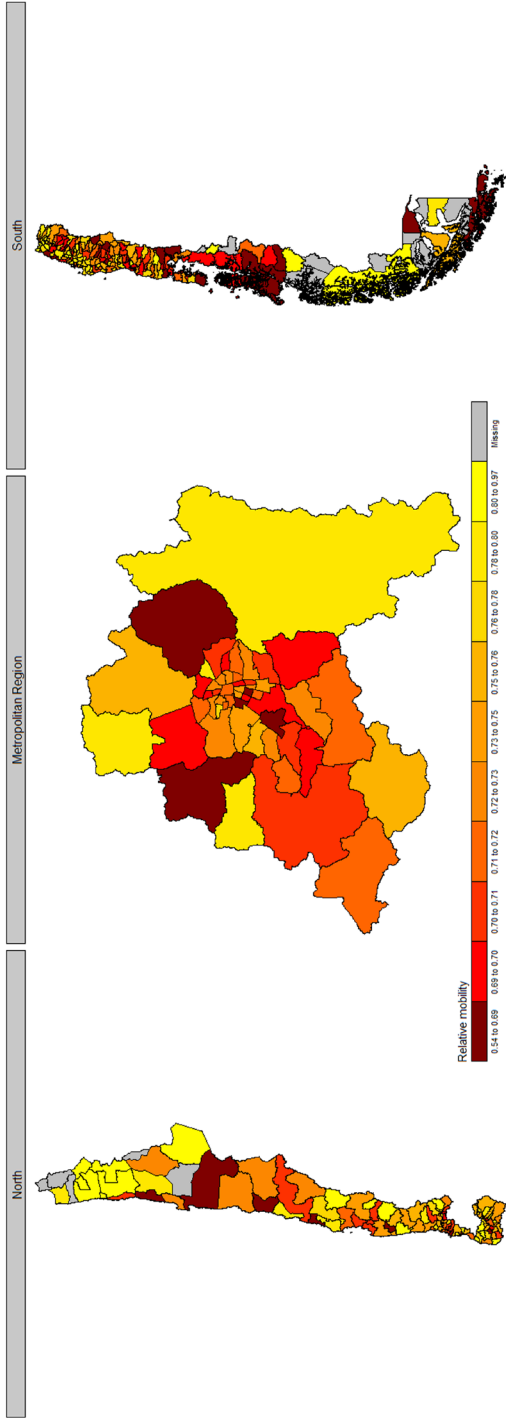 North
Metropolitan Region
South
Relative mobility
0.54 to 0.69
0.69 to 0.70
0.70 to 0.71
0.71 to 0.72
0.72 to 0.73
0.73 to 0.75
0.75 to 0.76
0.76 to 0.78
0.78 to 0.80
0.80 to 0.97
Missing